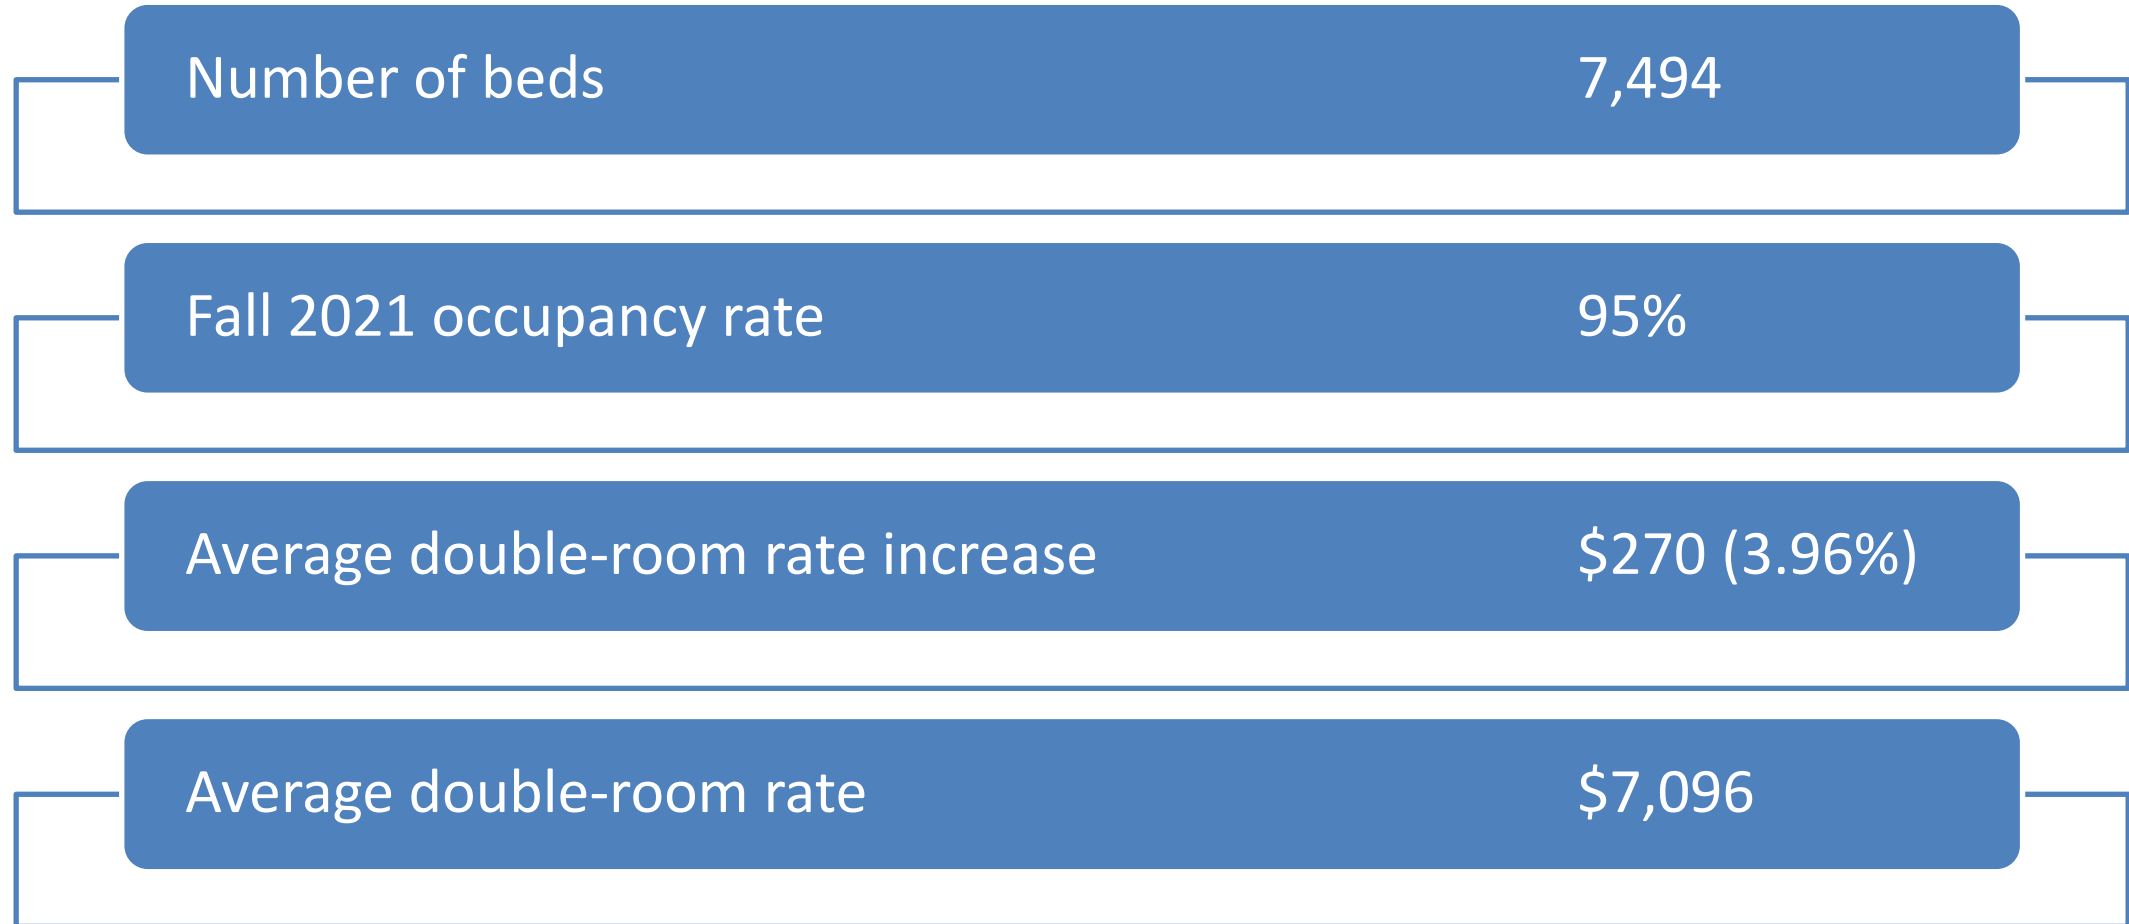 Number of beds 7,494
Fall 2021 occupancy rate 95%
Average double-room rate increase $270 (3.96%)
Average double-room rate $7,096